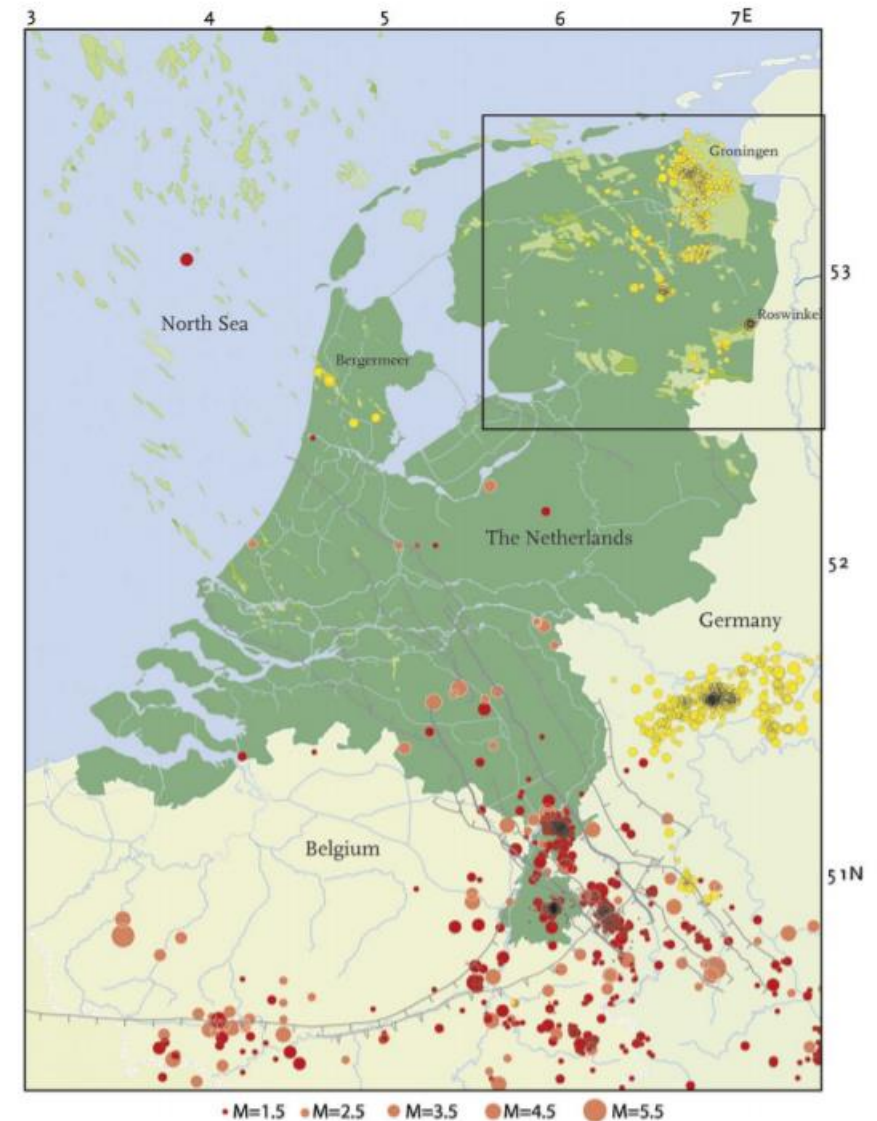 3 4 5 6 7E
Groningen
53
North Sea
Roswinkel
Bergermeer
The Netherlands
52
Germany
Belgium
51N
M=1.5 M=2.5 M=3.5 M=4.5 M=5.5